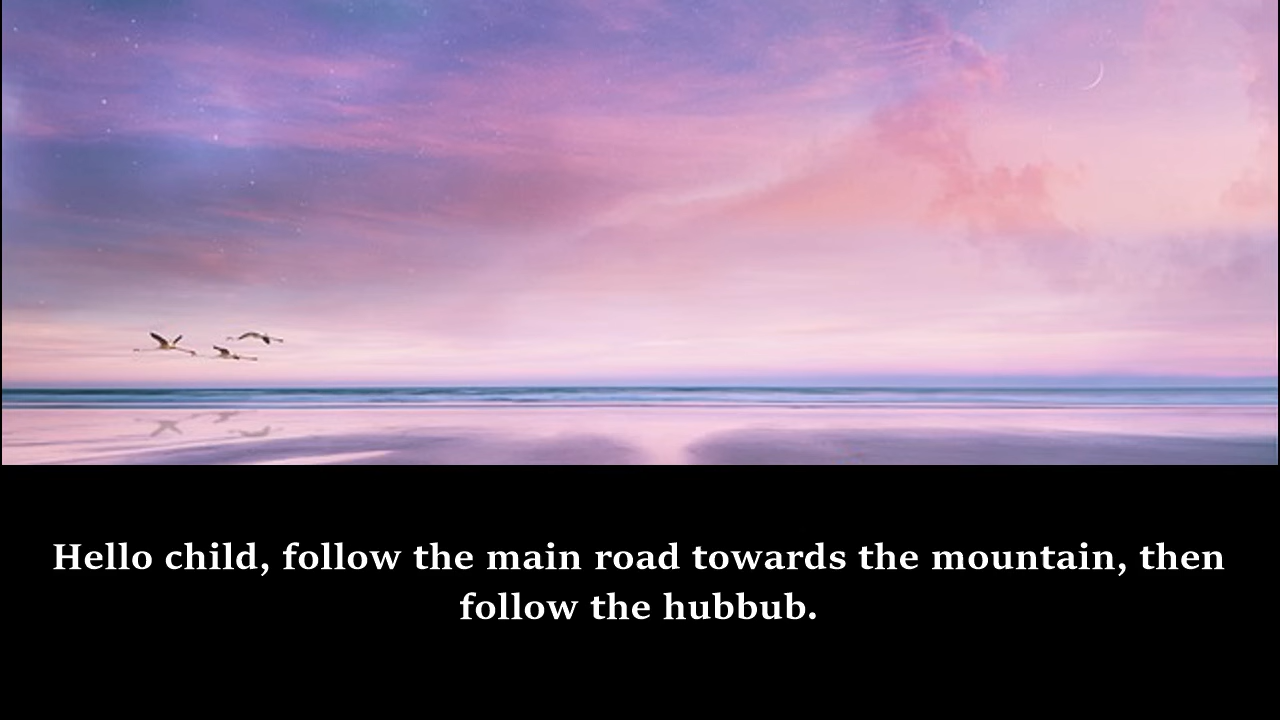 Hello child, follow the main road towards the mountain, then
follow the hubbub.